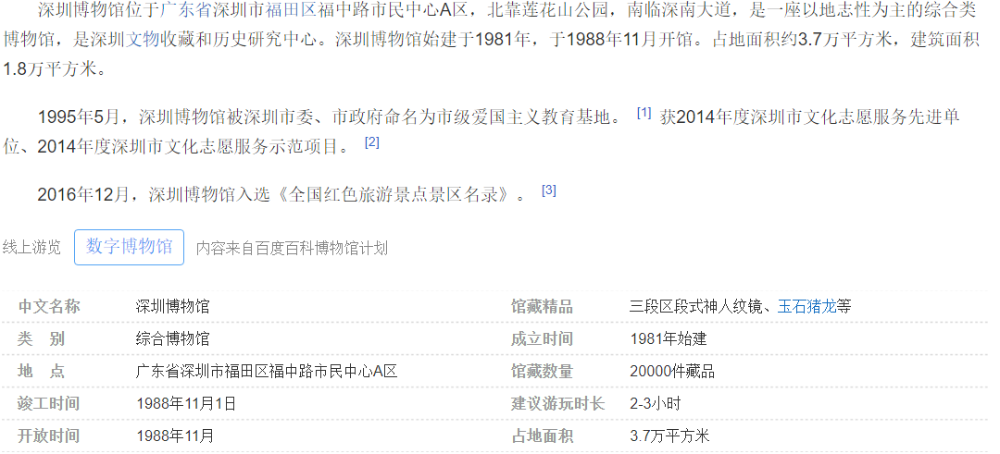 深圳博物馆位于广东省深圳市福田区福中路市民中心A区，北靠莲花山公园，南临深南大道，是一座以地志性为主的综合类
博物馆，是深圳文物收藏和历史研究中心。深圳博物馆始建于1981年，于1988年11月开馆。占地面积约3.7万平方米，建筑面积
1.8万平方米。
1995年5月，深圳博物馆被深圳市委、市政府命名为市级爱国主义教育基地。 [1] 获2014年度深圳市文化志愿服务先进单
位、2014年度深圳市文化志愿服务示范项目。 [2]
2016年12月，深圳博物馆入选《全国红色旅游景点景区名录》。 [3]
线上游览 数字博物馆 内容来自百度百科博物馆计划
中文名称 深圳博物馆 馆藏精品 三段区段式神人纹镜、玉石猪龙等
类 别 综合博物馆 成立时间 1981年始建
地 点 广东省深圳市福田区福中路市民中心A区 馆藏数量 20000件藏品
竣工时间 1988年11月1日 建议游玩时长 2-3小时
开放时间 1988年11月 占地面积 3.7万平方米